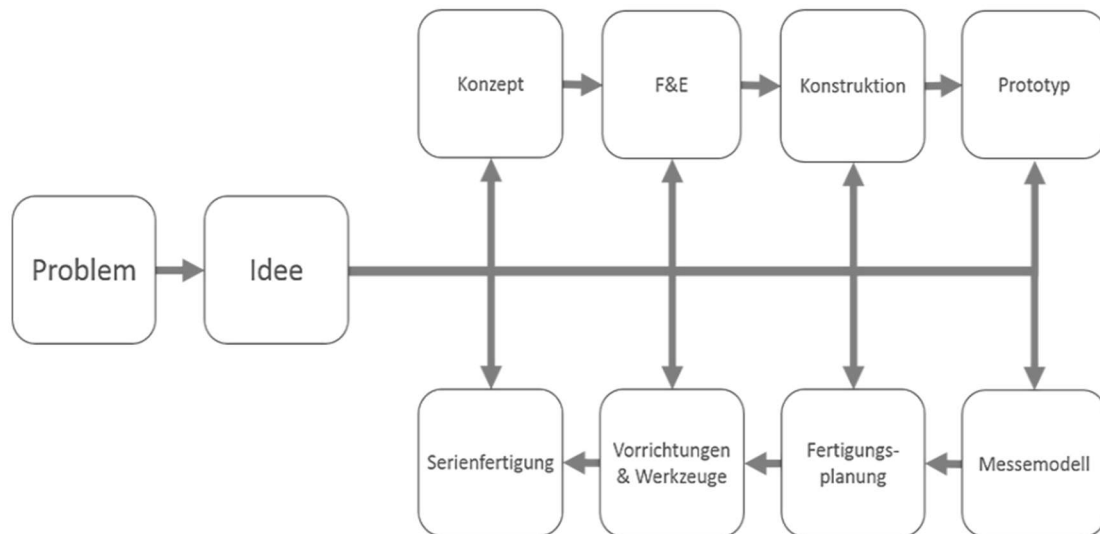 Konzept
F&E
Konstruktion
Prototyp
Problem
Idee
Serienfertigung
Vorrichtungen
& Werkzeuge
Fertigungs-
planung
Messemodell